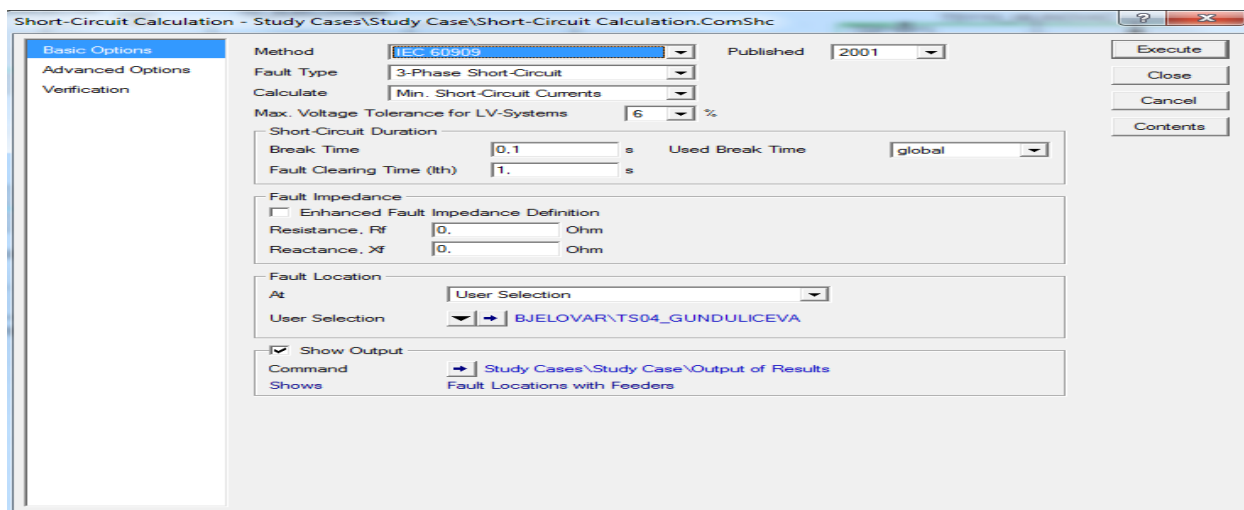 Short-Circuit Calculation - Study Cases\Study Case\Short-Circuit Calculation.ComShc
Basic Options
Advanced Options
Verification
Method IEC 60909 Published 2001
Fault Type 3-Phase Short-Circuit
Calculate Min. Short-Circuit Currents
Max. Voltage Tolerance for LV-Systems 6 %
Short-Circuit Duration
Break Time 0.1 s Used Break Time global
Fault Clearing Time (Ith) 1. s
Fault Impedance
Enhanced Fault Impedance Definition
Resistance, Rf 0. Ohm
Reactance, Xf 0. Ohm
Fault Location
At User Selection
User Selection BJELOVAR\TS04_GUNDULICEVA
Show Output
Command Study Cases\Study Case\Output of Results
Shows Fault Locations with Feeders
Execute
Close
Cancel
Contents